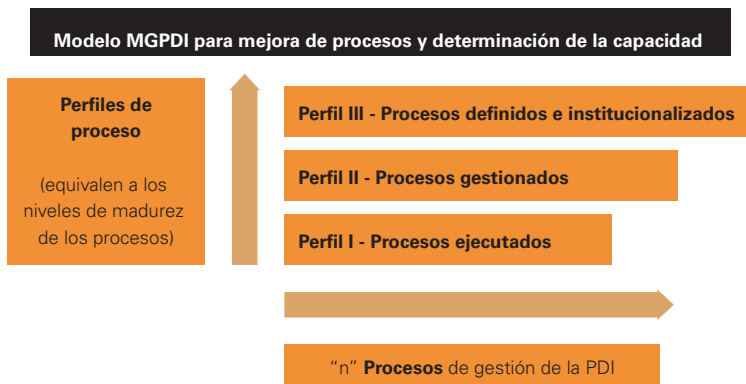 Modelo MGPDI para mejora de procesos y determinación de la capacidad
Perfiles de
proceso
(equivalen a los
niveles de madurez
de los procesos)
Perfil III - Procesos definidos e institucionalizados
Perfil II - Procesos gestionados
Perfil I - Procesos ejecutados
“n” Procesos de gestión de la PDI